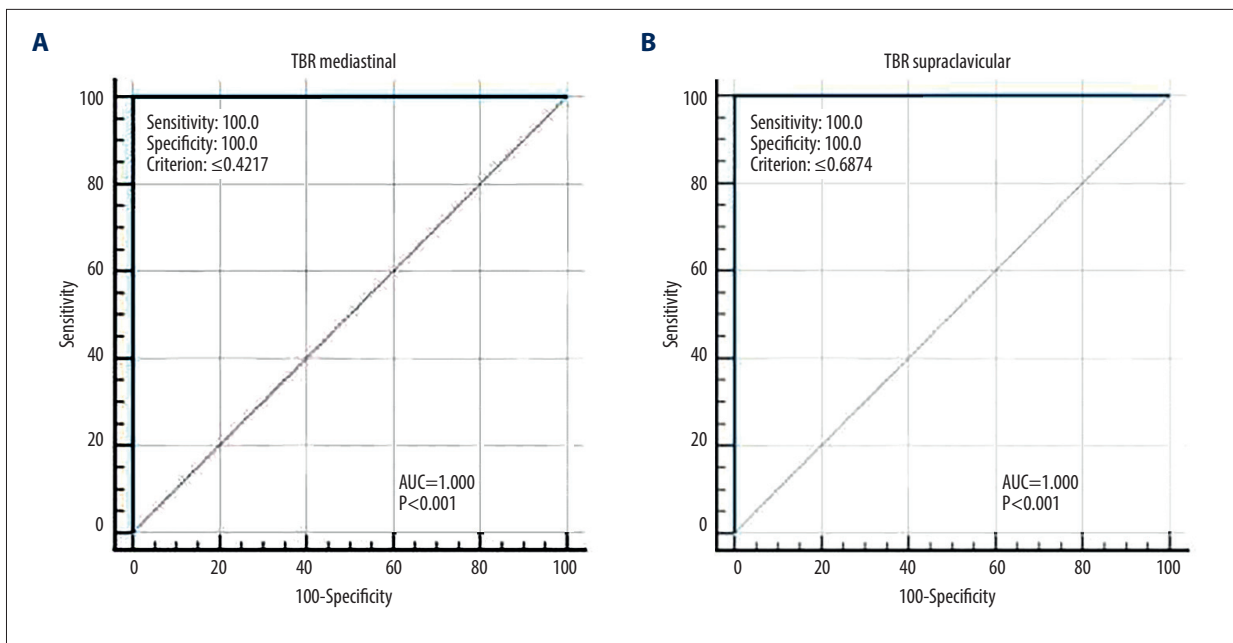 A
TBR mediastinal
100
80
60
40
20
0
Sensitivity
Sensitivity: 100.0
Specificity: 100.0
Criterion: ≤0.4217
AUC=1.000
P<0.001
0 20 40 60 80 100
100-Specificity
B
TBR supraclavicular
100
80
60
40
20
0
Sensitivity
Sensitivity: 100.0
Specificity: 100.0
Criterion: ≤0.6874
AUC=1.000
P<0.001
0 20 40 60 80 100
100-Specificity